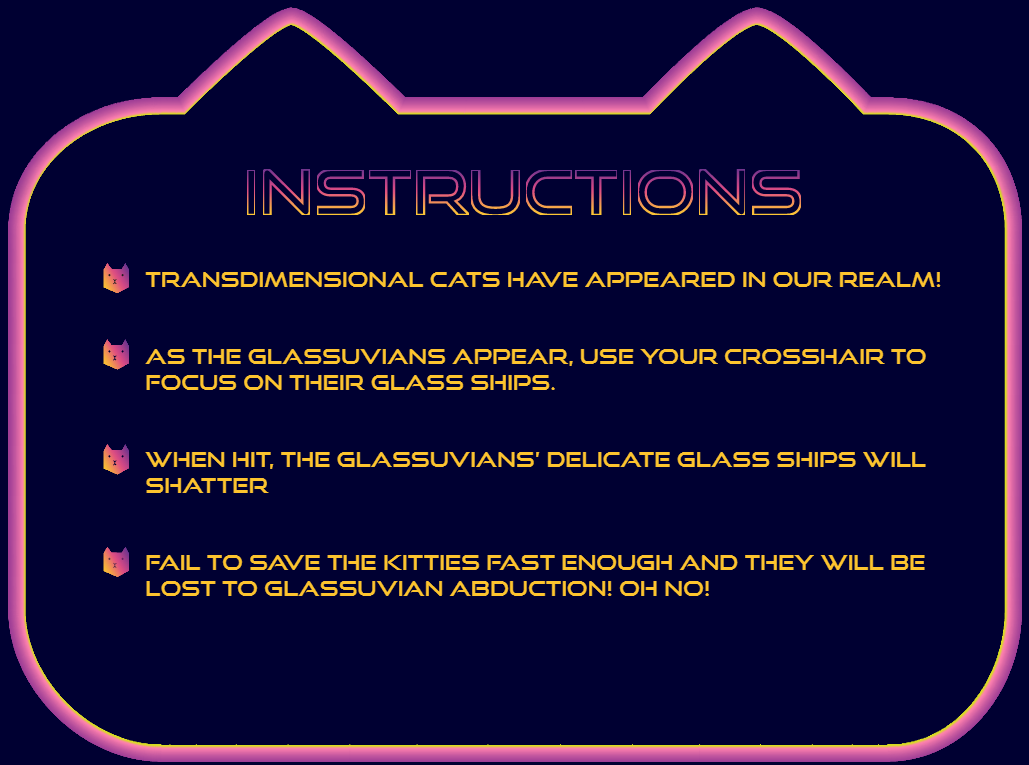 INSTRUCTIONS
TRANSDIMENSIONAL CATS HAVE APPEARED IN OUR REALM!
AS THE GLASSUVIANS APPEAR, USE YOUR CROSSHAIR TO
FOCUS ON THEIR GLASS SHIPS.
WHEN HIT, THE GLASSUVIANS' DELICATE GLASS SHIPS WILL
SHATTER
FAIL TO SAVE THE KITTIES FAST ENOUGH AND THEY WILL BE
LOST TO GLASSUVIAN ABDUCTION! OH NO!